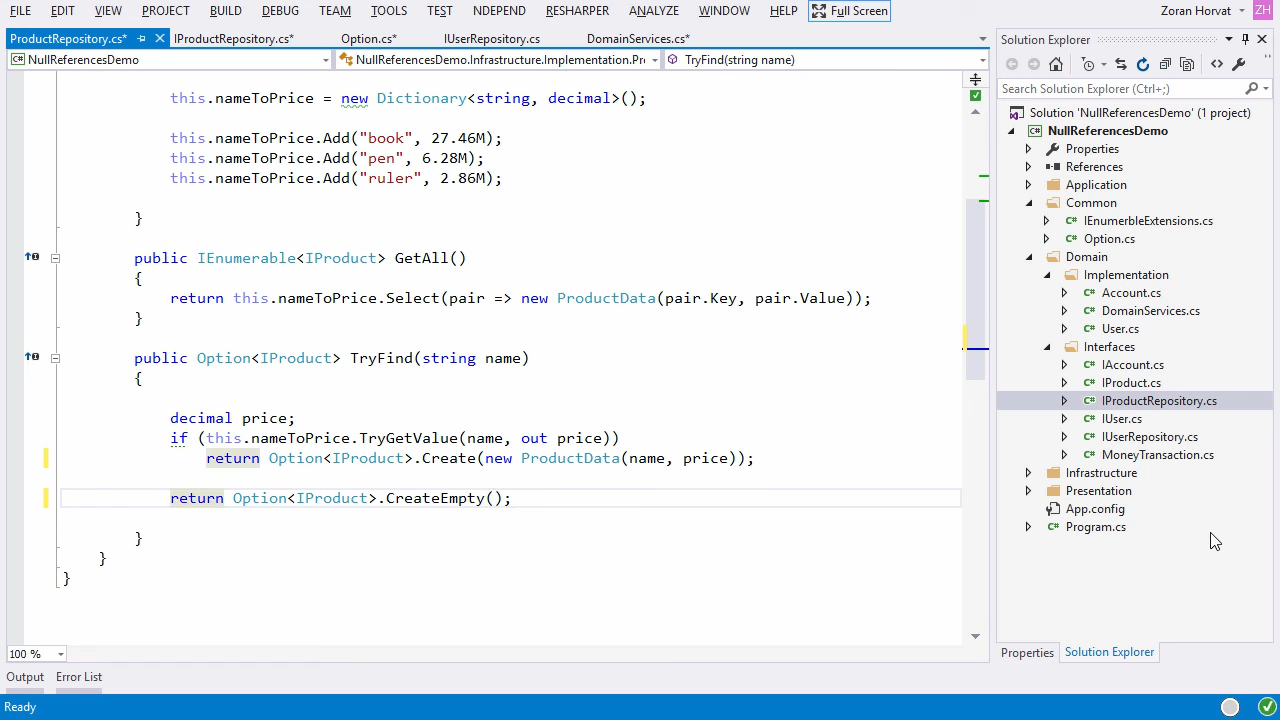 FILE EDIT VIEW PROJECT BUILD DEBUG TEAM TOOLS TEST NDEPEND RESHARPER ANALYZE WINDOW HELP Full Screen Zoran Horvat ZH
ProductRepository.cs* IProductRepository.cs* Option.cs* IUserRepository.cs DomainServices.cs*
NullReferencesDemo NullReferencesDemo.Infrastructure.Implementation.Pr TryFind(string name)
this.nameToPrice = new Dictionary<string, decimal>();
this.nameToPrice.Add("book", 27.46M);
this.nameToPrice.Add("pen", 6.28M);
this.nameToPrice.Add("ruler", 2.86M);
}
public IEnumerable<IProduct> GetAll()
{
return this.nameToPrice.Select(pair => new ProductData(pair.Key, pair.Value));
}
public Option<IProduct> TryFind(string name)
{
decimal price;
if (this.nameToPrice.TryGetValue(name, out price))
return Option<IProduct>.Create(new ProductData(name, price));
return Option<IProduct>.CreateEmpty();
}
}
}
100 %
Output Error List
Ready
Solution Explorer
Search Solution Explorer (Ctrl+;)
Solution 'NullReferencesDemo' (1 project)
NullReferencesDemo
Properties
References
Application
Common
IEnumerbleExtensions.cs
Option.cs
Domain
Implementation
Account.cs
DomainServices.cs
User.cs
Interfaces
IAccount.cs
IProduct.cs
IProductRepository.cs
IUser.cs
IUserRepository.cs
MoneyTransaction.cs
Infrastructure
Presentation
App.config
Program.cs
Properties Solution Explorer